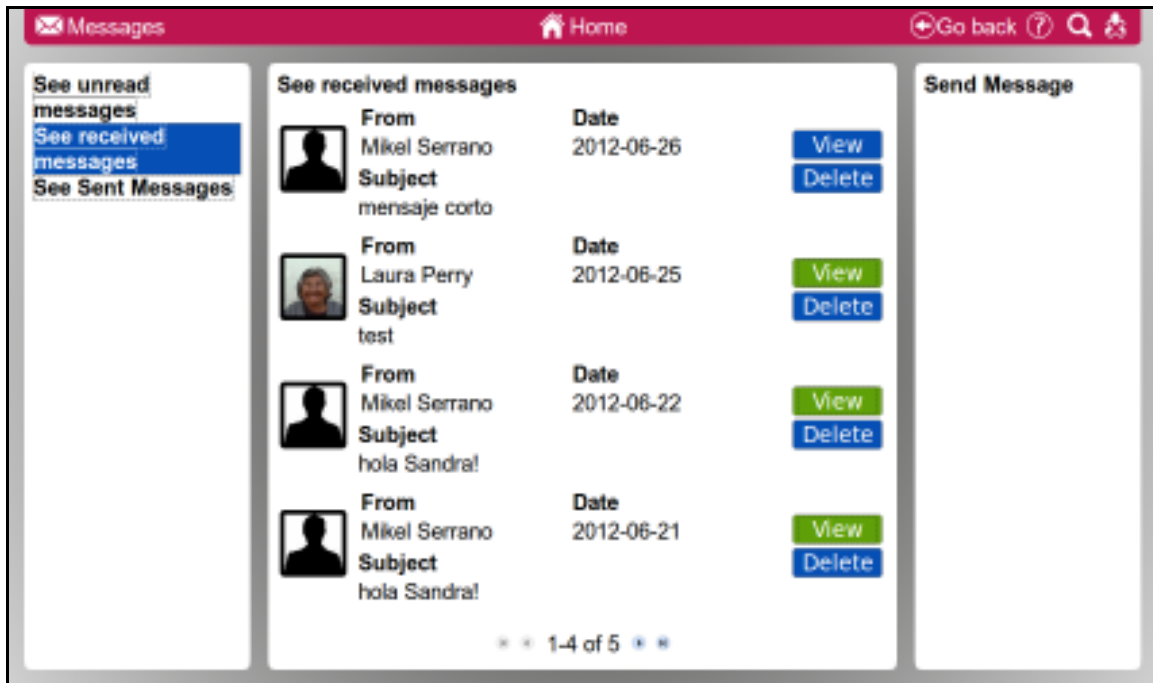 Messages
Home
Go back
See unread
messages
See received
messages
See Sent Messages
See received messages
From
Date
Mikel Serrano
2012-06-26
View
Subject
Delete
mensaje corto
From
Date
Laura Perry
2012-06-25
View
Subject
Delete
test
From
Date
Mikel Serrano
2012-06-22
View
Subject
Delete
hola Sandra!
From
Date
Mikel Serrano
2012-06-21
View
Subject
Delete
hola Sandra!
1-4 of 5
Send Message